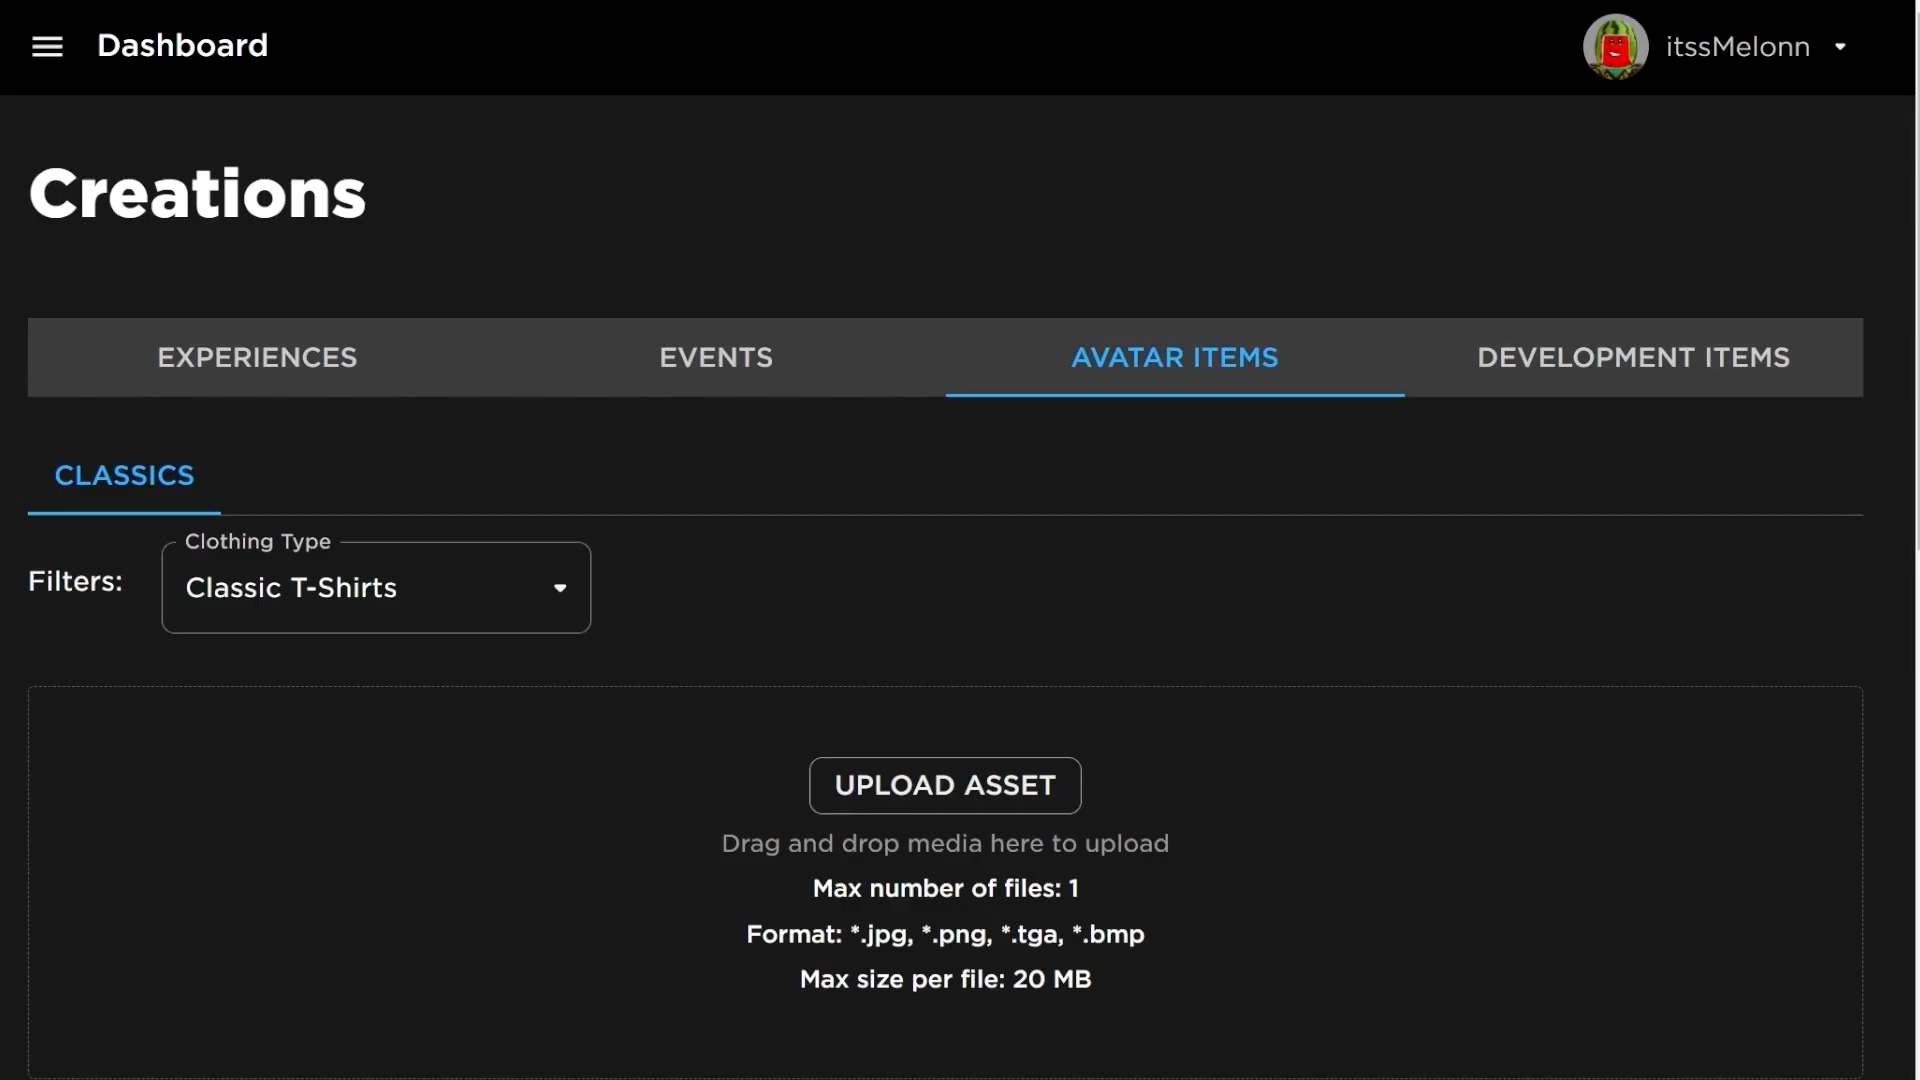 Dashboard
itssMelonn
Creations
EXPERIENCES
EVENTS
AVATAR ITEMS
DEVELOPMENT ITEMS
CLASSICS
Clothing Type
Filters:
Classic T-Shirts
UPLOAD ASSET
Drag and drop media here to upload
Max number of files: 1
Format: *.jpg, *.png, *.tga, *.bmp
Max size per file: 20 MB